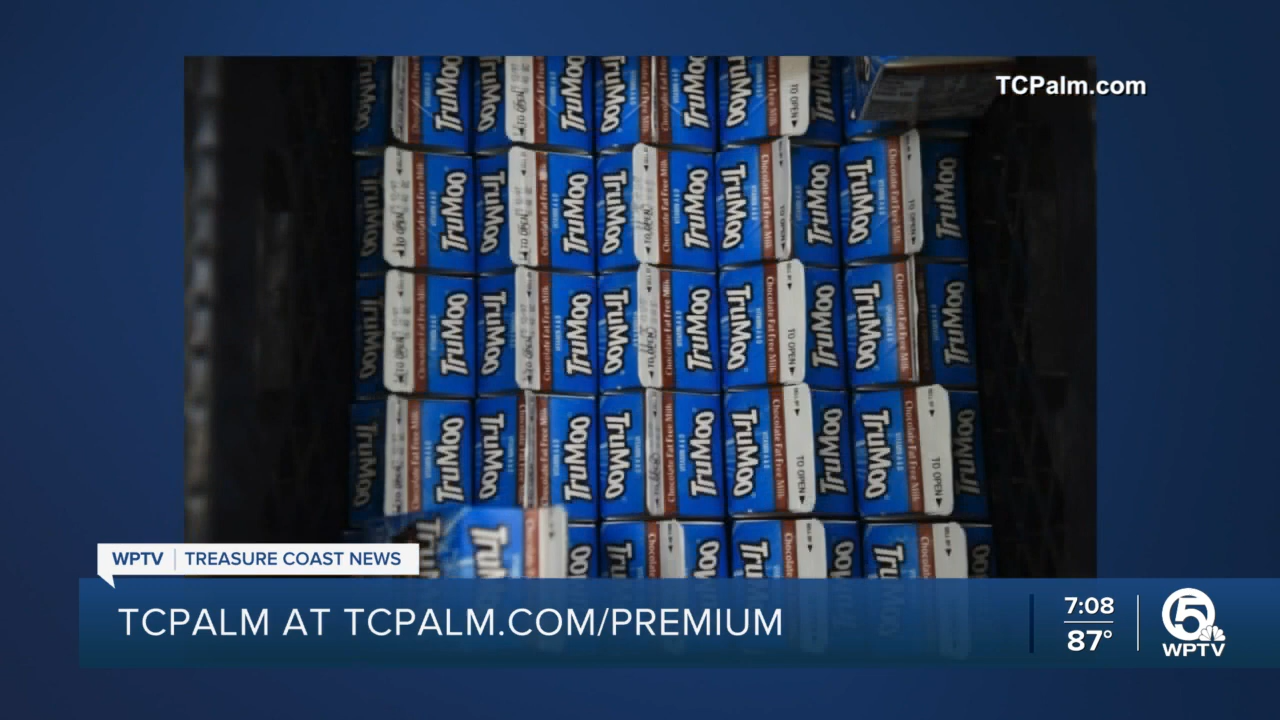 TCPalm.com
TruMoo
Chocolate Fat Free Milk
TO OPEN
WPTV TREASURE COAST NEWS
TCPALM AT TCPALM.COM/PREMIUM
7:08
87°
5
WPTV